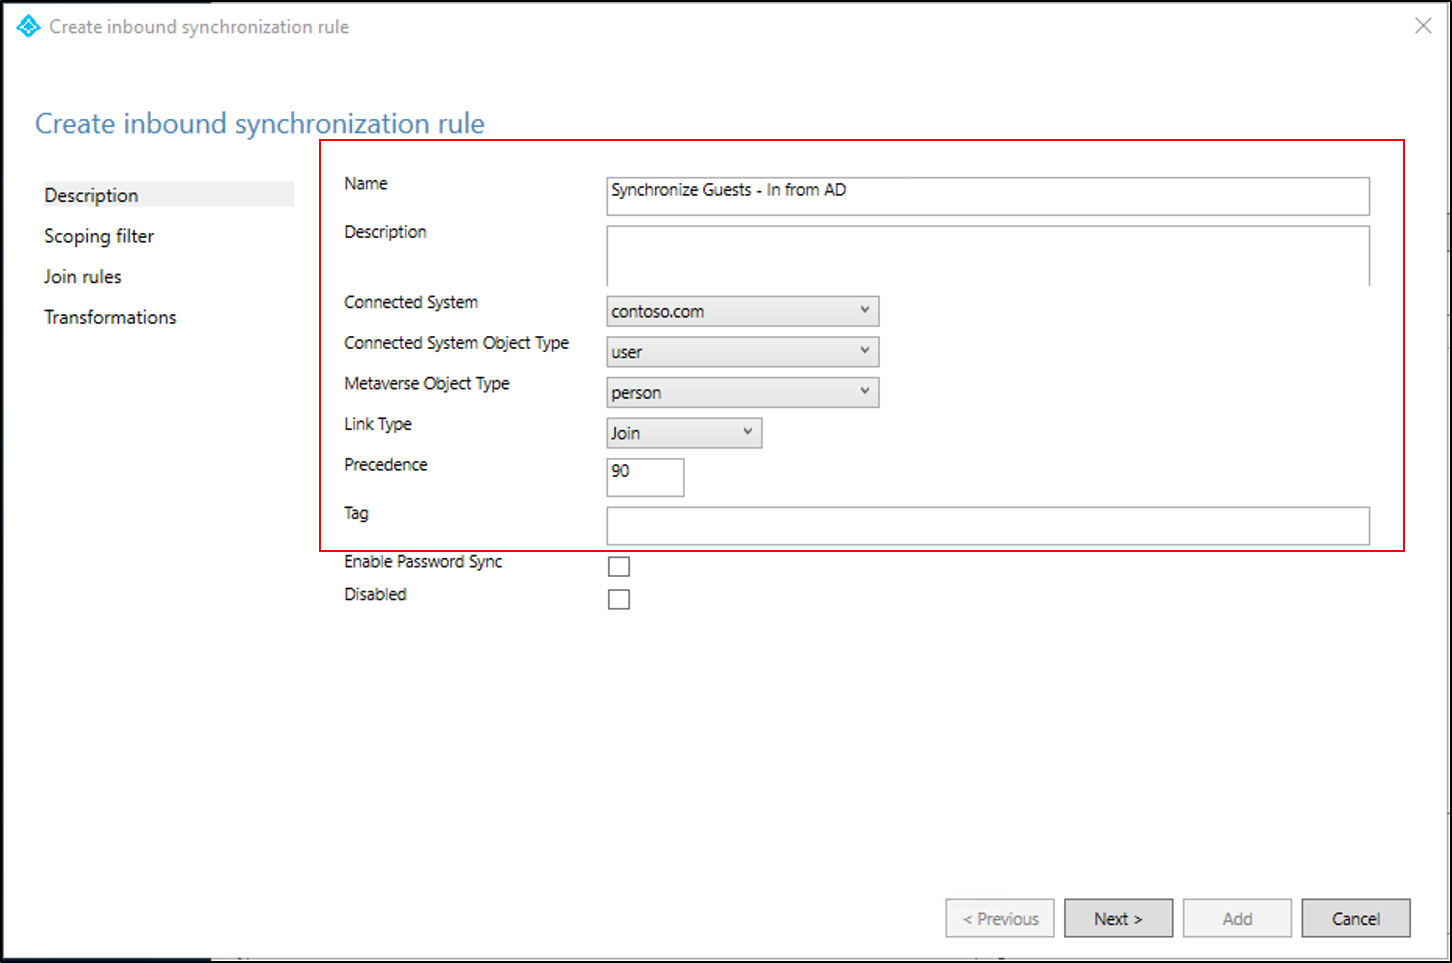 Create inbound synchronization rule
Create inbound synchronization rule
Description
Scoping filter
Join rules
Transformations
Name
Synchronize Guests - In from AD
Description
Connected System
contoso.com
Connected System Object Type
user
Metaverse Object Type
person
Link Type
Join
Precedence
90
Tag
Enable Password Sync
Disabled
< Previous
Next >
Add
Cancel